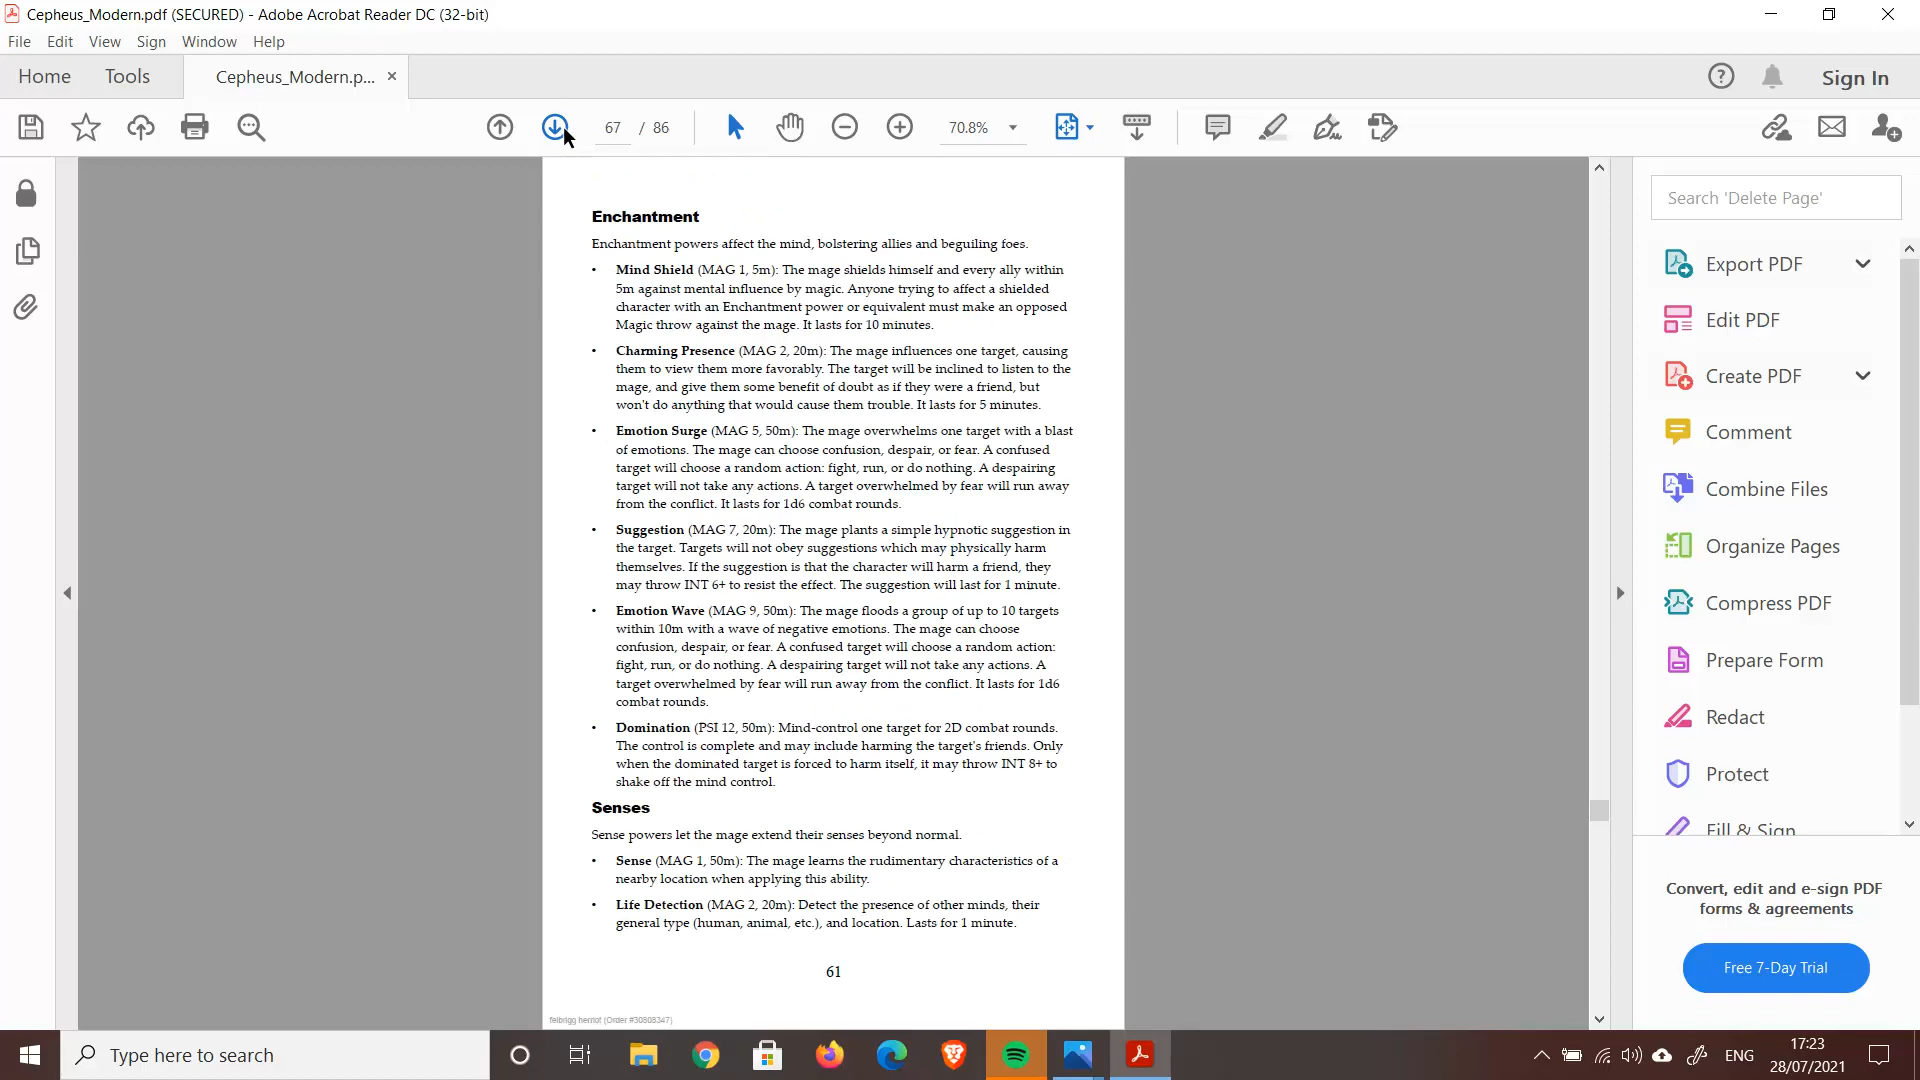 Cepheus_Modern.pdf (SECURED) - Adobe Acrobat Reader DC (32-bit)
File Edit View Sign Window Help
Home Tools Cepheus_Modern.p... × Sign In
67 / 86 70.8%
Search 'Delete Page'
Enchantment
Enchantment powers affect the mind, bolstering allies and beguiling foes.
• Mind Shield (MAG 1, 5m): The mage shields himself and every ally within
5m against mental influence by magic. Anyone trying to affect a shielded
character with an Enchantment power or equivalent must make an opposed
Magic throw against the mage. It lasts for 10 minutes.
• Charming Presence (MAG 2, 20m): The mage influences one target, causing
them to view them more favorably. The target will be inclined to listen to the
mage, and give them some benefit of doubt as if they were a friend, but
won't do anything that would cause them trouble. It lasts for 5 minutes.
• Emotion Surge (MAG 5, 50m): The mage overwhelms one target with a blast
of emotions. The mage can choose confusion, despair, or fear. A confused
target will choose a random action: fight, run, or do nothing. A despairing
target will not take any actions. A target overwhelmed by fear will run away
from the conflict. It lasts for 1d6 combat rounds.
• Suggestion (MAG 7, 20m): The mage plants a simple hypnotic suggestion in
the target. Targets will not obey suggestions which may physically harm
themselves. If the suggestion is that the character will harm a friend, they
may throw INT 6+ to resist the effect. The suggestion will last for 1 minute.
• Emotion Wave (MAG 9, 50m): The mage floods a group of up to 10 targets
within 10m with a wave of negative emotions. The mage can choose
confusion, despair, or fear. A confused target will choose a random action:
fight, run, or do nothing. A despairing target will not take any actions. A
target overwhelmed by fear will run away from the conflict. It lasts for 1d6
combat rounds.
• Domination (PSI 12, 50m): Mind-control one target for 2D combat rounds.
The control is complete and may include harming the target's friends. Only
when the dominated target is forced to harm itself, it may throw INT 8+ to
shake off the mind control.
Senses
Sense powers let the mage extend their senses beyond normal.
• Sense (MAG 1, 50m): The mage learns the rudimentary characteristics of a
nearby location when applying this ability.
• Life Detection (MAG 2, 20m): Detect the presence of other minds, their
general type (human, animal, etc.), and location. Lasts for 1 minute.
61
felbrigg herriot (Order #30808347)
Export PDF
Edit PDF
Create PDF
Comment
Combine Files
Organize Pages
Compress PDF
Prepare Form
Redact
Protect
Fill & Sign
Convert, edit and e-sign PDF
forms & agreements
Free 7-Day Trial
Type here to search
ENG
17:23
28/07/2021